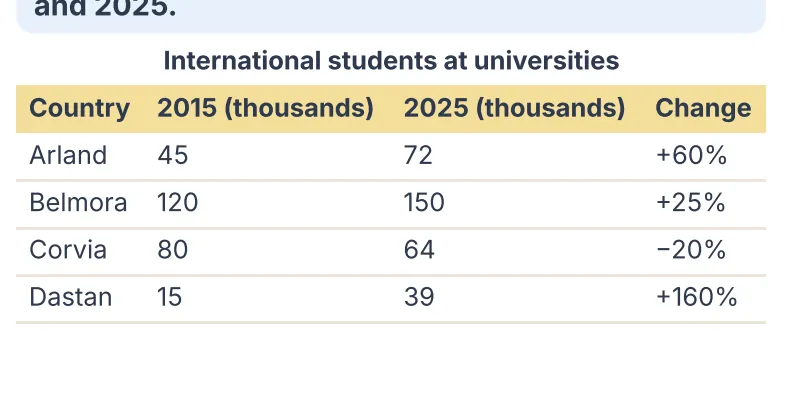 and 2025.
International students at universities
Country 2015 (thousands) 2025 (thousands) Change
Arland 45 72 +60%
Belmora 120 150 +25%
Corvia 80 64 −20%
Dastan 15 39 +160%